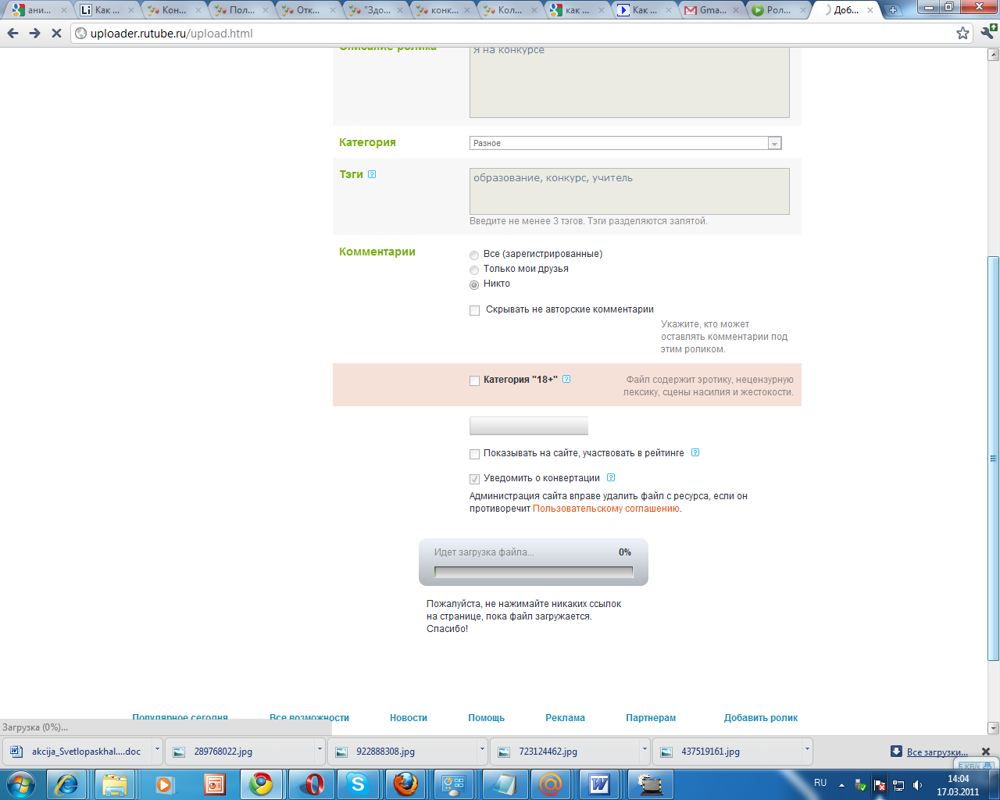 ани...
Как ...
Кон...
Пол...
Отк...
"Здо...
конк...
Кол...
как ...
Как ...
Gma...
Рол...
Доб...
uploader.rutube.ru/upload.html
Описание ролика
Я на конкурсе
Категория
Разное
Тэги ?
образование, конкурс, учитель
Введите не менее 3 тэгов. Тэги разделяются запятой.
Комментарии
Все (зарегистрированные)
Только мои друзья
Никто
Скрывать не авторские комментарии
Укажите, кто может
оставлять комментарии под
этим роликом.
Категория "18+" ?
Файл содержит эротику, нецензурную
лексику, сцены насилия и жестокости.
Показывать на сайте, участвовать в рейтинге ?
Уведомить о конвертации ?
Администрация сайта вправе удалить файл с ресурса, если он
противоречит Пользовательскому соглашению.
Идет загрузка файла... 0%
Пожалуйста, не нажимайте никаких ссылок
на странице, пока файл загружается.
Спасибо!
Популярное сегодня
Все возможности
Новости
Помощь
Реклама
Партнерам
Добавить ролик
Загрузка (0%)...
akcija_Svetlopaskhal....doc
289768022.jpg
922888308.jpg
723124462.jpg
437519161.jpg
Все загрузки...
RU
14:04
17.03.2011